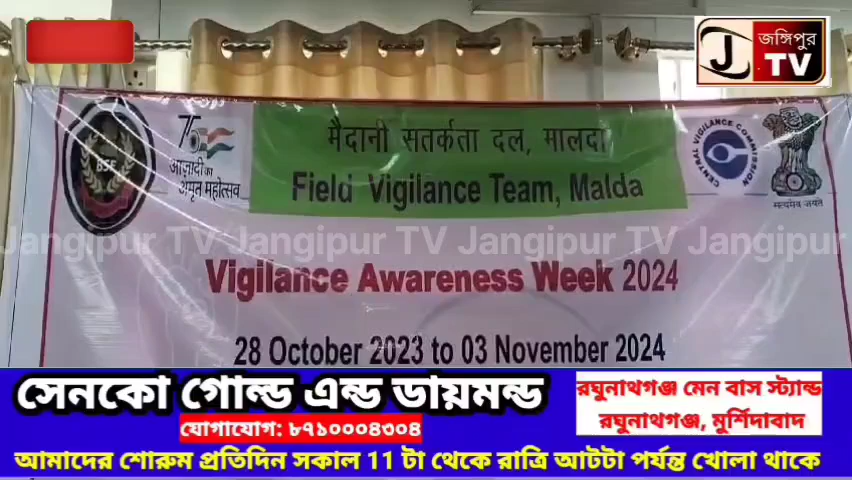 J জঙ্গিপুর TV
BSF
75
आज़ादी का
अमृत महोत्सव
मैदानी सतर्कता दल, मालदा
Field Vigilance Team, Malda
CENTRAL VIGILANCE COMMISSION
सत्यमेव जयते
Jangipur TV Jangipur TV Jangipur TV Jangipur
Vigilance Awareness Week 2024
28 October 2023 to 03 November 2024
সেনকো গোল্ড এন্ড ডায়মন্ড
যোগাযোগ: ৮৭১০০০৪৩০৪
রঘুনাথগঞ্জ মেন বাস স্ট্যান্ড
রঘুনাথগঞ্জ, মুর্শিদাবাদ
আমাদের শোরুম প্রতিদিন সকাল 11 টা থেকে রাত্রি আটটা পর্যন্ত খোলা থাকে